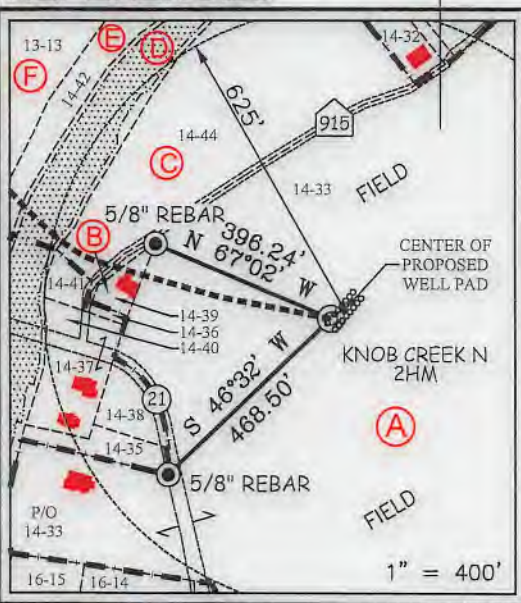 13-13
E
D
F
14-42
14-32
625'
915
14-44
C
14-33
FIELD
5/8" REBAR
396.24'
N 67°02' W
B
CENTER OF
PROPOSED
WELL PAD
14-41
14-39
14-36
14-40
KNOB CREEK N
2HM
14-37
S 46°32' W
468.50'
21
14-38
A
14-35
5/8" REBAR
P/O
14-33
FIELD
16-15
16-14
1" = 400'